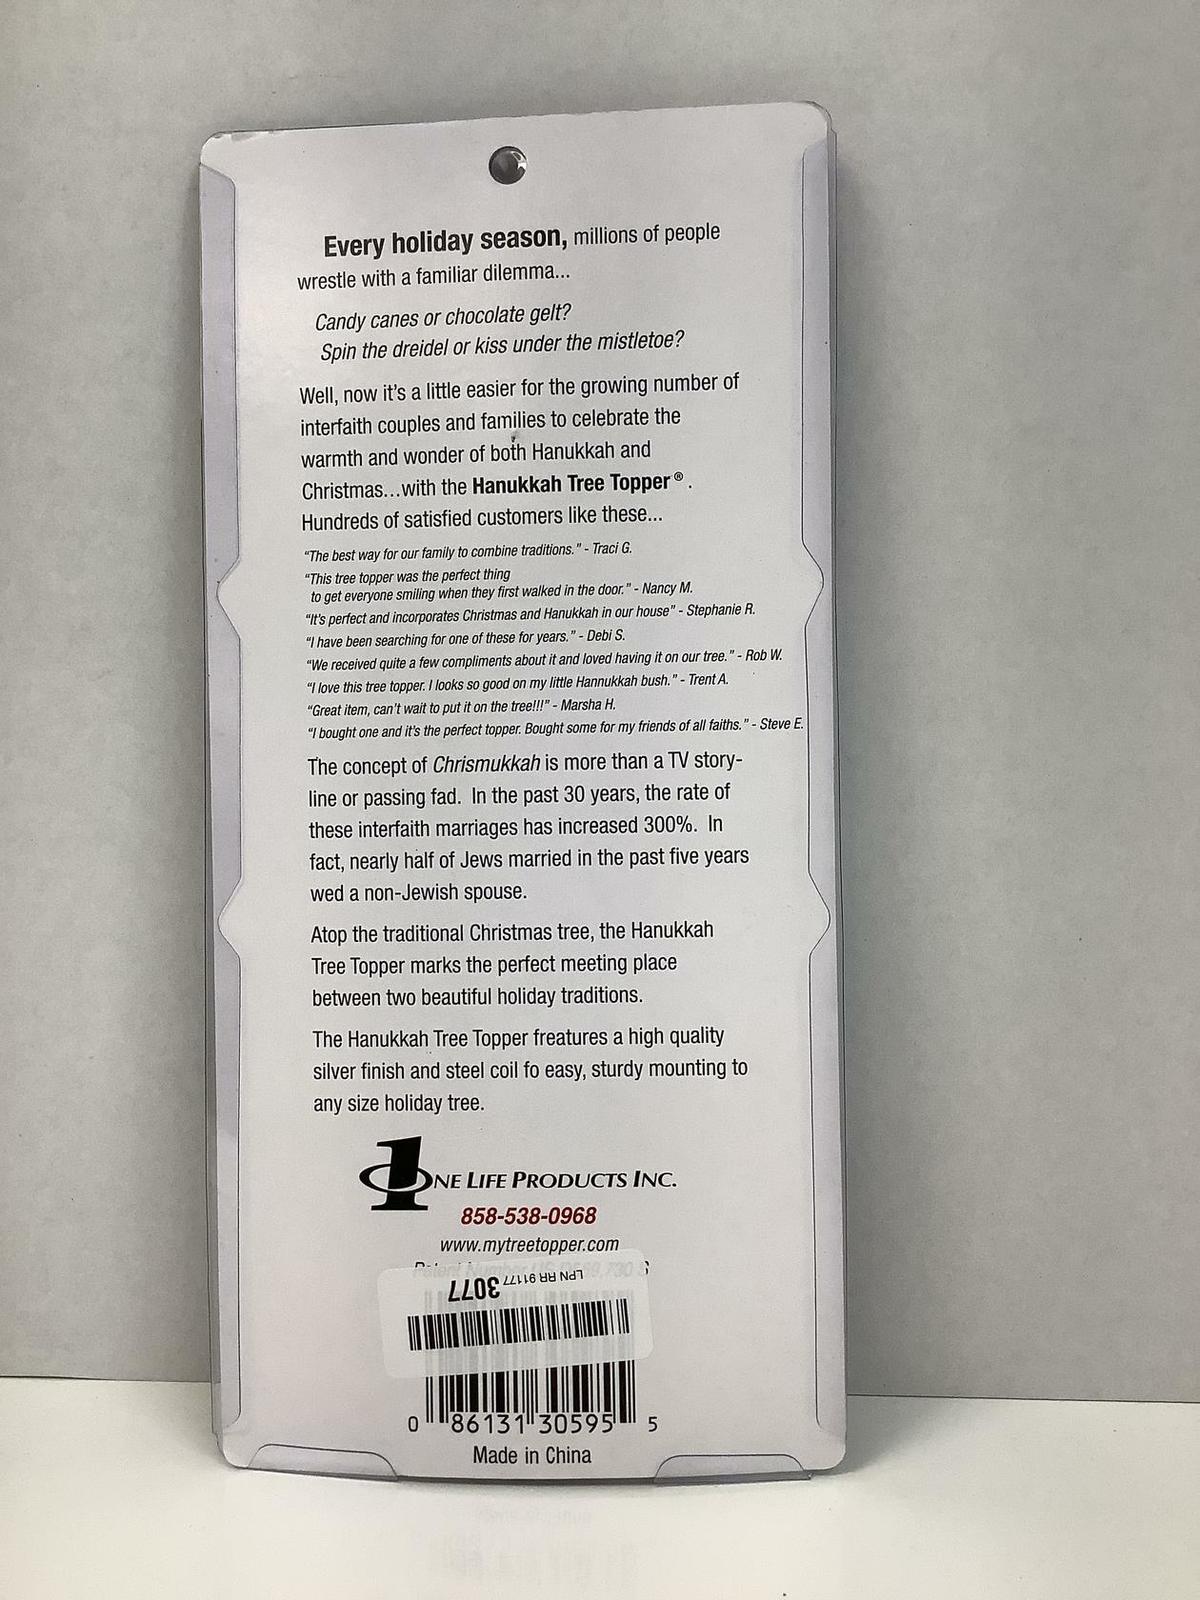 Every holiday season, millions of people
wrestle with a familiar dilemma...
Candy canes or chocolate gelt?
Spin the dreidel or kiss under the mistletoe?
Well, now it's a little easier for the growing number of
interfaith couples and families to celebrate the
warmth and wonder of both Hanukkah and
Christmas...with the Hanukkah Tree Topper®.
Hundreds of satisfied customers like these...
"The best way for our family to combine traditions." - Traci G.
"This tree topper was the perfect thing
to get everyone smiling when they first walked in the door." - Nancy M.
"It's perfect and incorporates Christmas and Hanukkah in our house" - Stephanie R.
"I have been searching for one of these for years." - Debi S.
"We received quite a few compliments about it and loved having it on our tree." - Rob W.
"I love this tree topper. I looks so good on my little Hannukkah bush." - Trent A.
"Great item, can't wait to put it on the tree!!!" - Marsha H.
"I bought one and it's the perfect topper. Bought some for my friends of all faiths." - Steve E.
The concept of Chrismukkah is more than a TV story-
line or passing fad. In the past 30 years, the rate of
these interfaith marriages has increased 300%. In
fact, nearly half of Jews married in the past five years
wed a non-Jewish spouse.
Atop the traditional Christmas tree, the Hanukkah
Tree Topper marks the perfect meeting place
between two beautiful holiday traditions.
The Hanukkah Tree Topper freatures a high quality
silver finish and steel coil fo easy, sturdy mounting to
any size holiday tree.
ONE LIFE PRODUCTS INC.
858-538-0968
www.mytreetopper.com
Patent Number US
LPN RR 91177 3077
0 86131 30595 5
Made in China